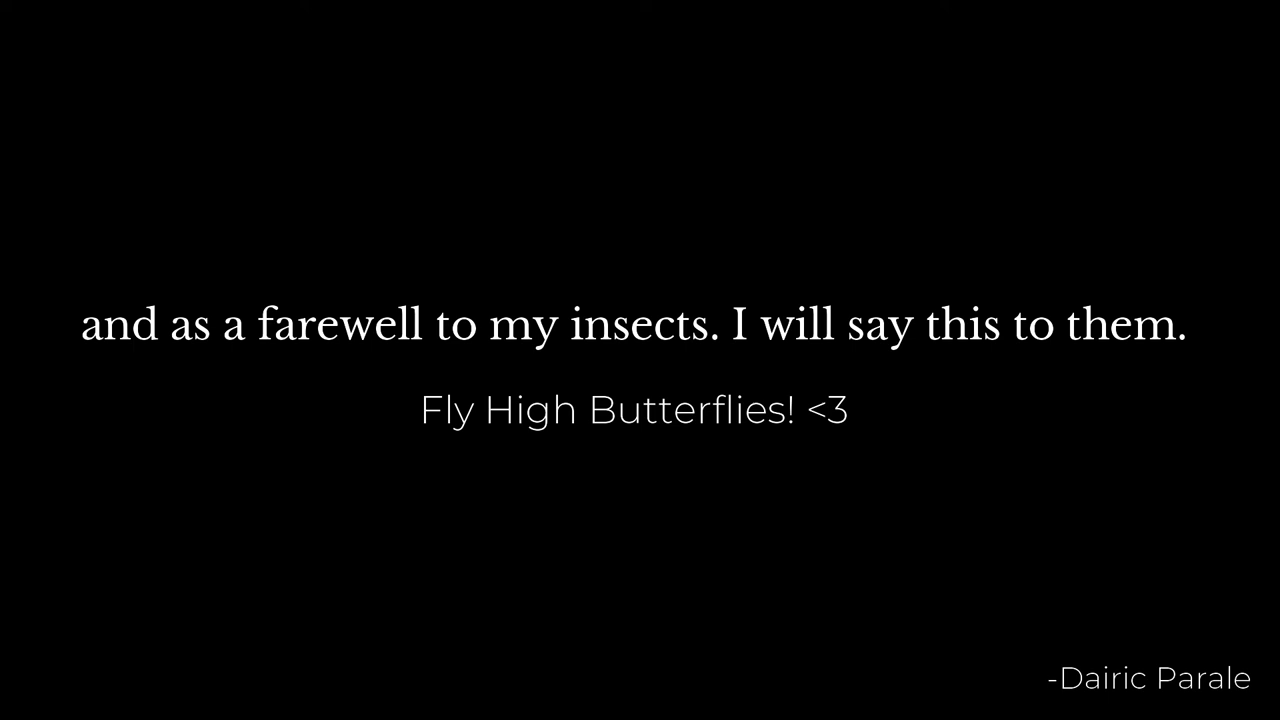 and as a farewell to my insects. I will say this to them.
Fly High Butterflies! <3
-Dairic Parale